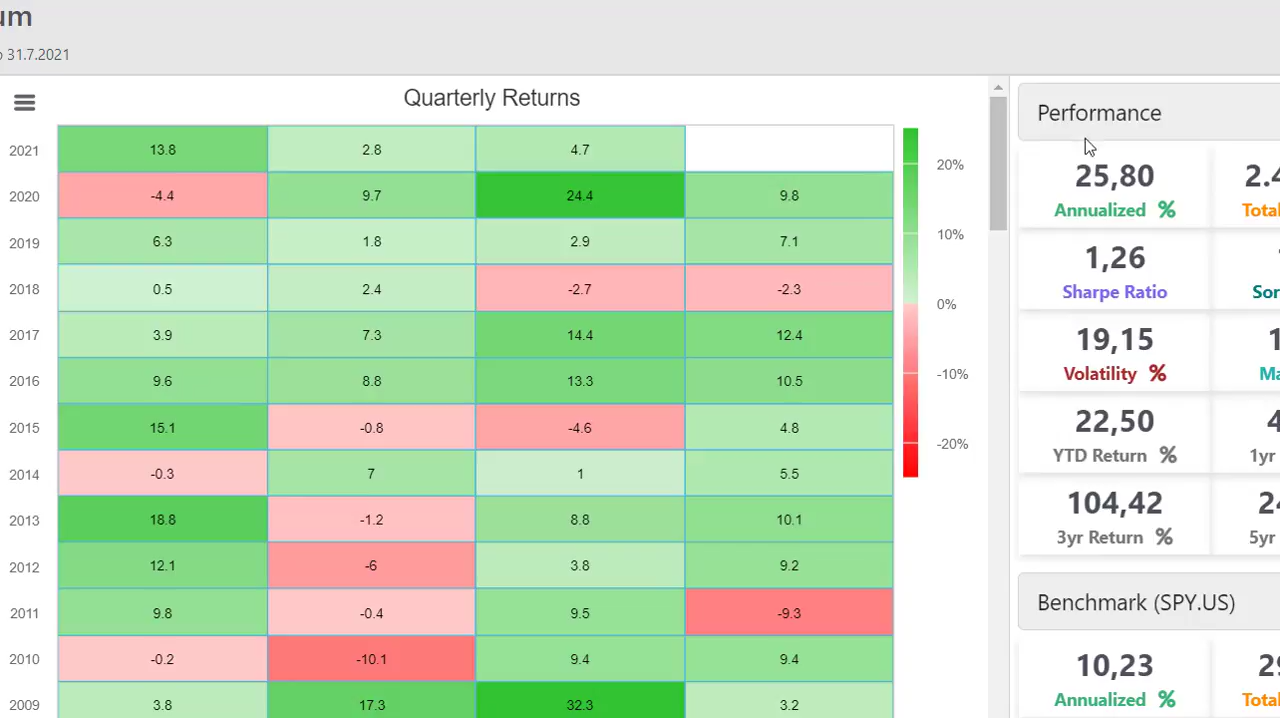 31.7.2021
Quarterly Returns
2021 13.8 2.8 4.7
2020 -4.4 9.7 24.4 9.8
2019 6.3 1.8 2.9 7.1
2018 0.5 2.4 -2.7 -2.3
2017 3.9 7.3 14.4 12.4
2016 9.6 8.8 13.3 10.5
2015 15.1 -0.8 -4.6 4.8
2014 -0.3 7 1 5.5
2013 18.8 -1.2 8.8 10.1
2012 12.1 -6 3.8 9.2
2011 9.8 -0.4 9.5 -9.3
2010 -0.2 -10.1 9.4 9.4
2009 3.8 17.3 32.3 3.2
20%
10%
0%
-10%
-20%
Performance
25,80
Annualized %
1,26
Sharpe Ratio
19,15
Volatility %
22,50
YTD Return %
1yr
104,42
3yr Return %
5yr
Benchmark (SPY.US)
10,23
Annualized %